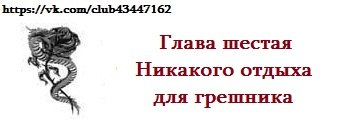 https://vk.com/club43447162
Глава шестая
Никакого отдыха
для грешника